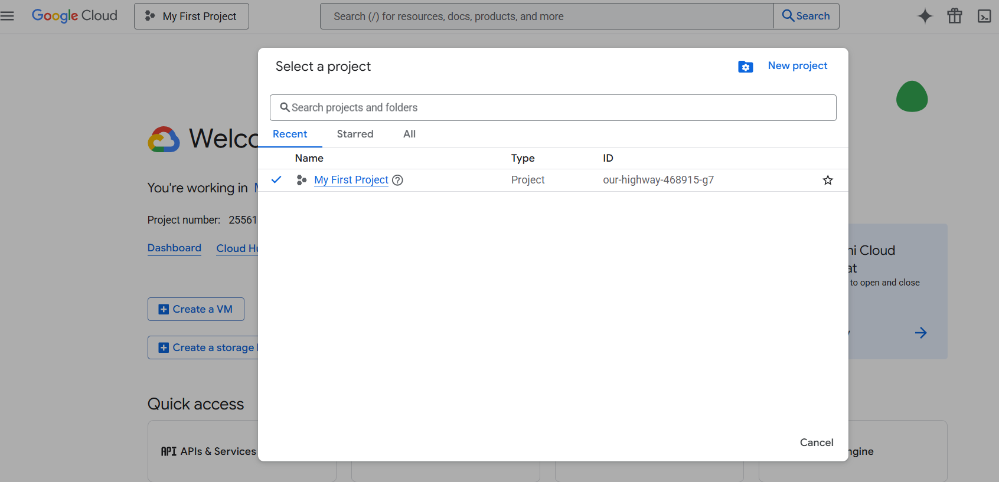 Google Cloud
My First Project
Search (/) for resources, docs, products, and more
Search
Select a project
New project
Search projects and folders
Recent
Starred
All
Name Type ID
My First Project Project our-highway-468915-g7
Cancel
Welco
You're working in
Project number: 25561
Dashboard Cloud Hu
Create a VM
Create a storage
Quick access
API APIs & Services
ni Cloud
at
to open and close
ngine